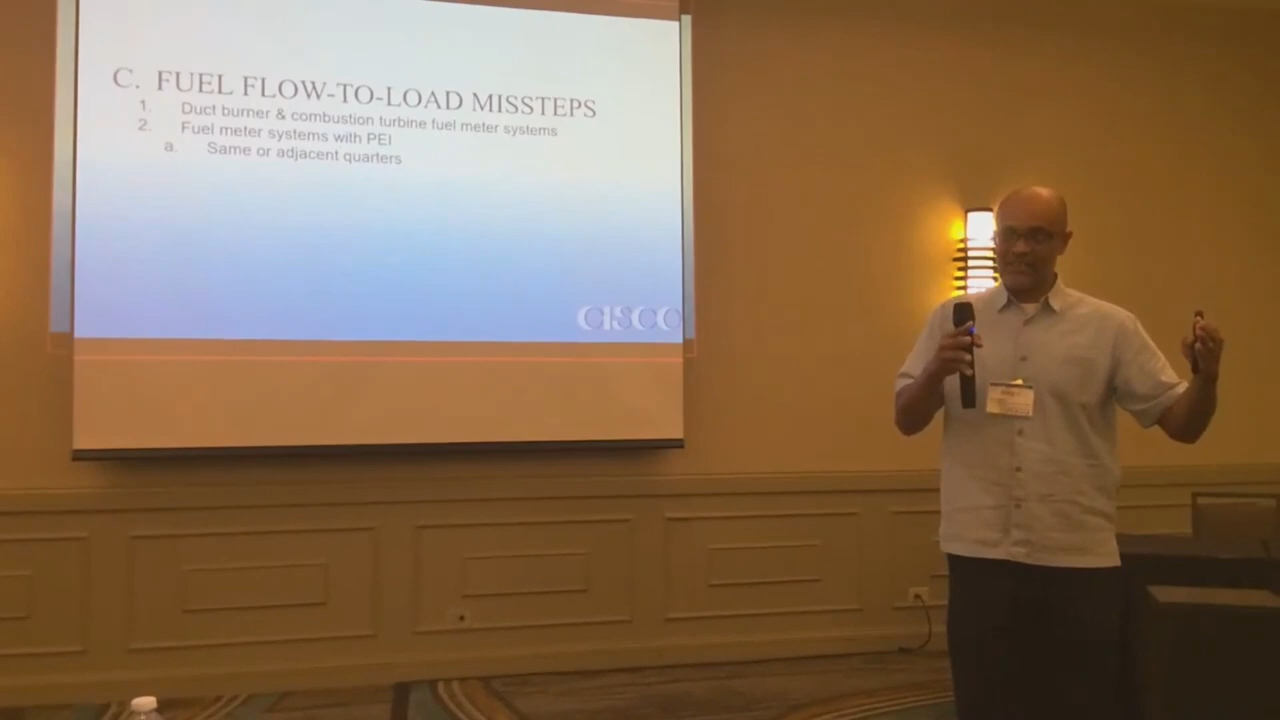 C. FUEL FLOW-TO-LOAD MISSTEPS
1. Duct burner & combustion turbine fuel meter systems
2. Fuel meter systems with PEI
a. Same or adjacent quarters
CISCO